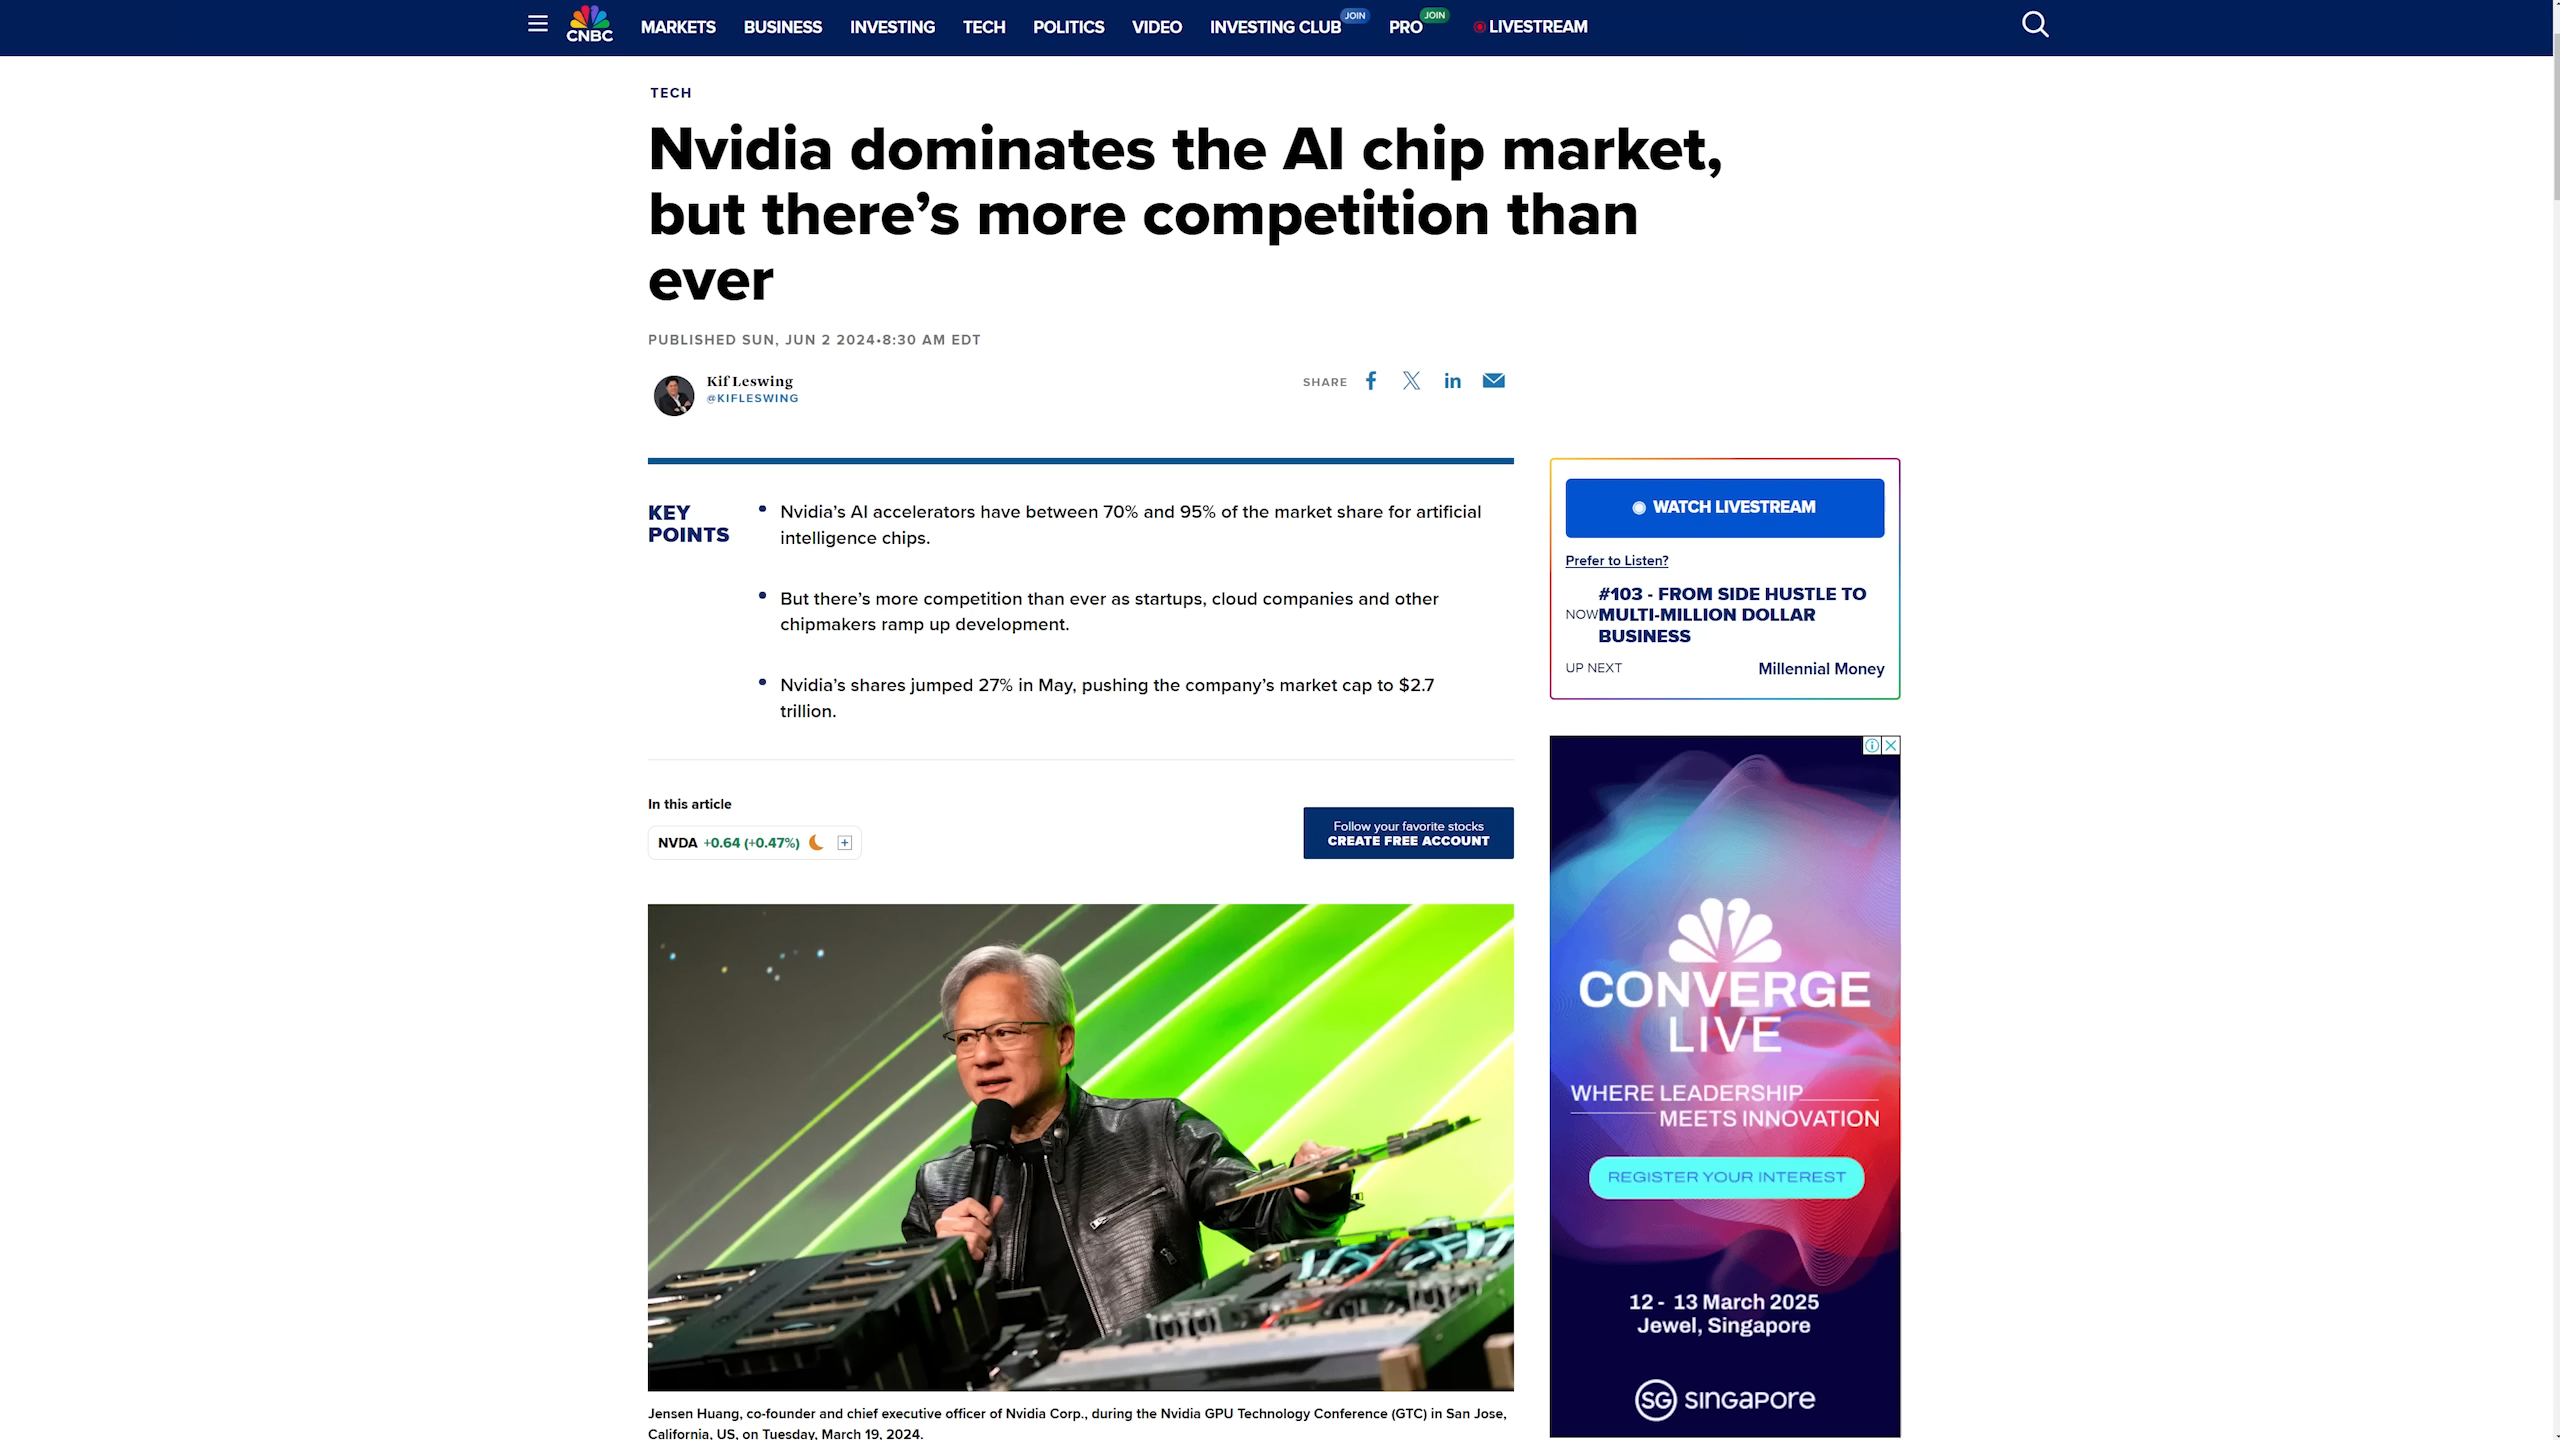 CNBC
MARKETS
BUSINESS
INVESTING
TECH
POLITICS
VIDEO
INVESTING CLUB
JOIN
PRO
JOIN
LIVESTREAM
TECH
Nvidia dominates the AI chip market,
but there’s more competition than
ever
PUBLISHED SUN, JUN 2 2024•8:30 AM EDT
Kif Leswing
@KIFLESWING
SHARE
KEY
POINTS
• Nvidia’s AI accelerators have between 70% and 95% of the market share for artificial
intelligence chips.
• But there’s more competition than ever as startups, cloud companies and other
chipmakers ramp up development.
• Nvidia’s shares jumped 27% in May, pushing the company’s market cap to $2.7
trillion.
In this article
NVDA +0.64 (+0.47%)
Follow your favorite stocks
CREATE FREE ACCOUNT
Jensen Huang, co-founder and chief executive officer of Nvidia Corp., during the Nvidia GPU Technology Conference (GTC) in San Jose,
California, US, on Tuesday, March 19, 2024.
WATCH LIVESTREAM
Prefer to Listen?
NOW
#103 - FROM SIDE HUSTLE TO
MULTI-MILLION DOLLAR
BUSINESS
UP NEXT
Millennial Money
CONVERGE
LIVE
WHERE LEADERSHIP
MEETS INNOVATION
REGISTER YOUR INTEREST
12 - 13 March 2025
Jewel, Singapore
SG SINGAPORE